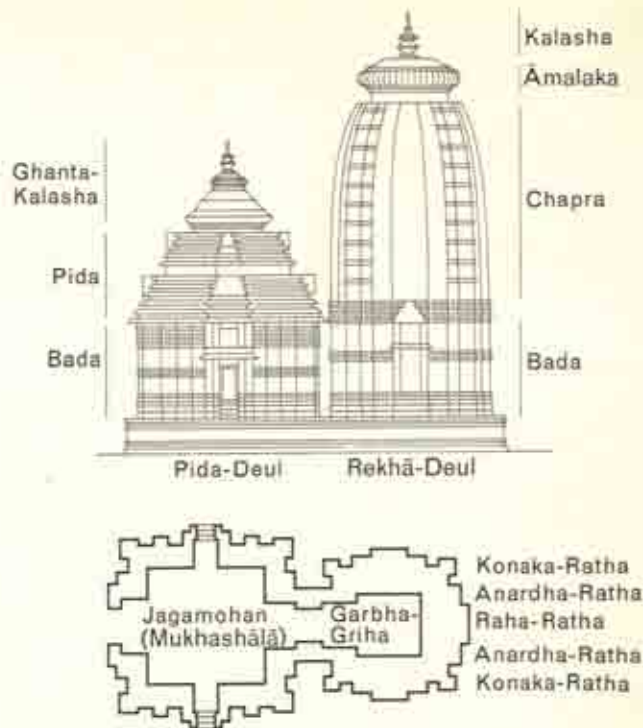 Kalasha
Āmalaka
Ghanta-
Kalasha
Chapra
Pida
Bada
Bada
Pida-Deul
Rekhā-Deul
Konaka-Ratha
Anardha-Ratha
Raha-Ratha
Anardha-Ratha
Konaka-Ratha
Jagamohan
(Mukhashālā)
Garbha-
Griha